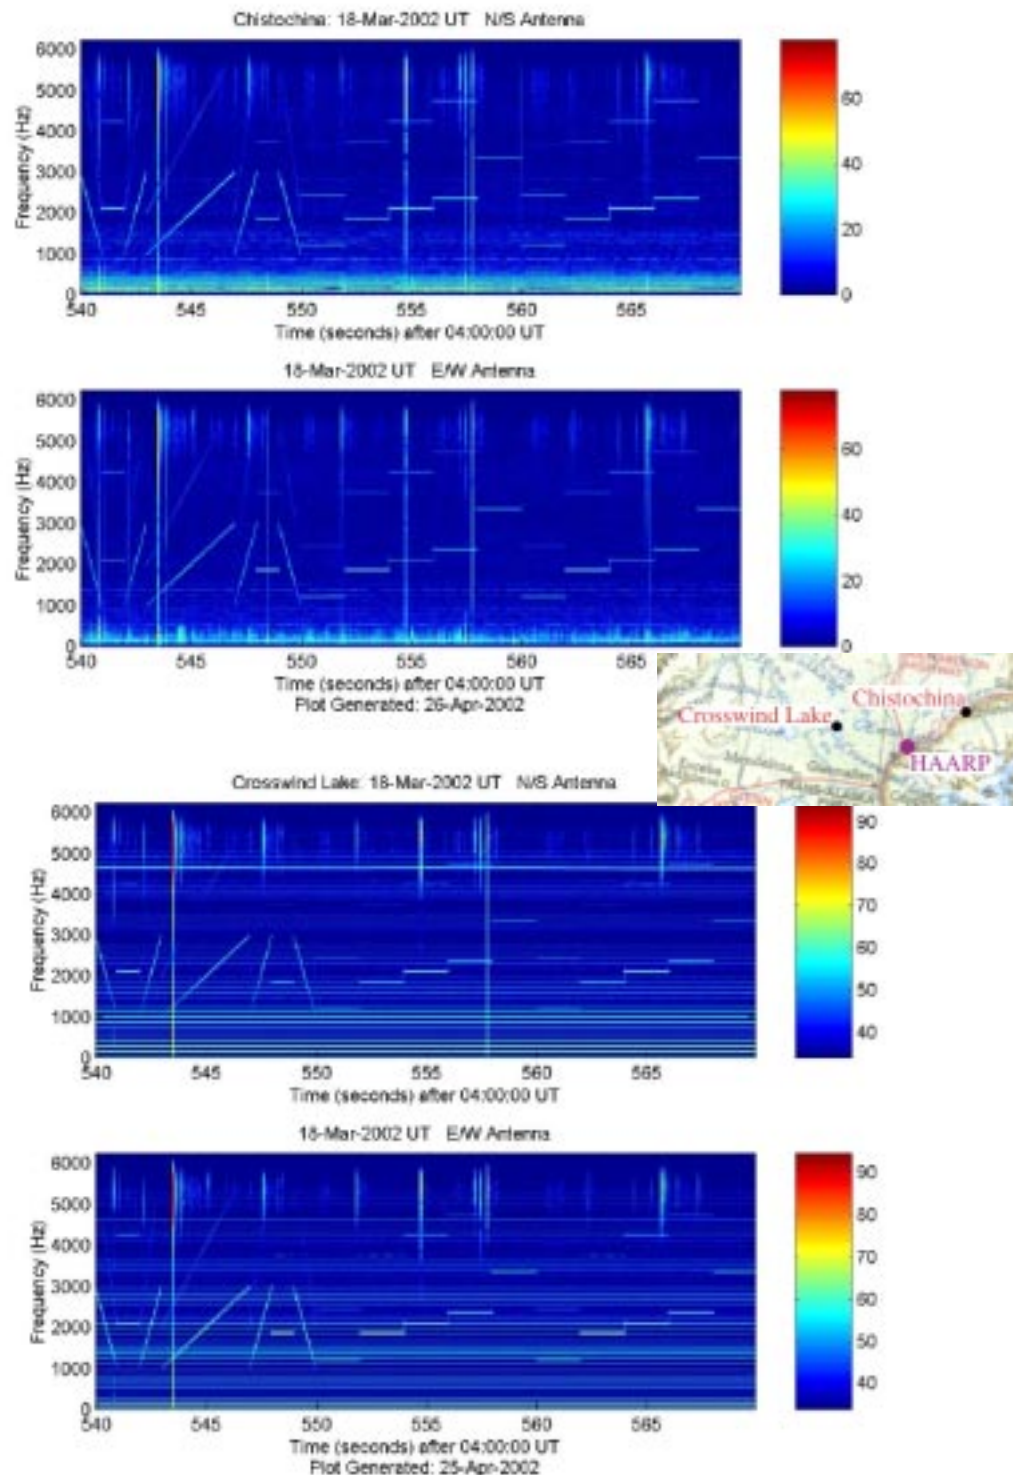 Chistochina: 18-Mar-2002 UT N/S Antenna
6000
5000
4000
3000
2000
1000
0
Frequency (Hz)
540 545 550 555 560 565
Time (seconds) after 04:00:00 UT
60
40
20
0
18-Mar-2002 UT E/W Antenna
6000
5000
4000
3000
2000
1000
0
Frequency (Hz)
540 545 550 555 560 565
Time (seconds) after 04:00:00 UT
Plot Generated: 26-Apr-2002
60
40
20
0
Chistochina
Crosswind Lake
HAARP
Crosswind Lake: 18-Mar-2002 UT N/S Antenna
6000
5000
4000
3000
2000
1000
0
Frequency (Hz)
540 545 550 555 560 565
Time (seconds) after 04:00:00 UT
90
80
70
60
50
40
18-Mar-2002 UT E/W Antenna
6000
5000
4000
3000
2000
1000
0
Frequency (Hz)
540 545 550 555 560 565
Time (seconds) after 04:00:00 UT
Plot Generated: 25-Apr-2002
90
80
70
60
50
40